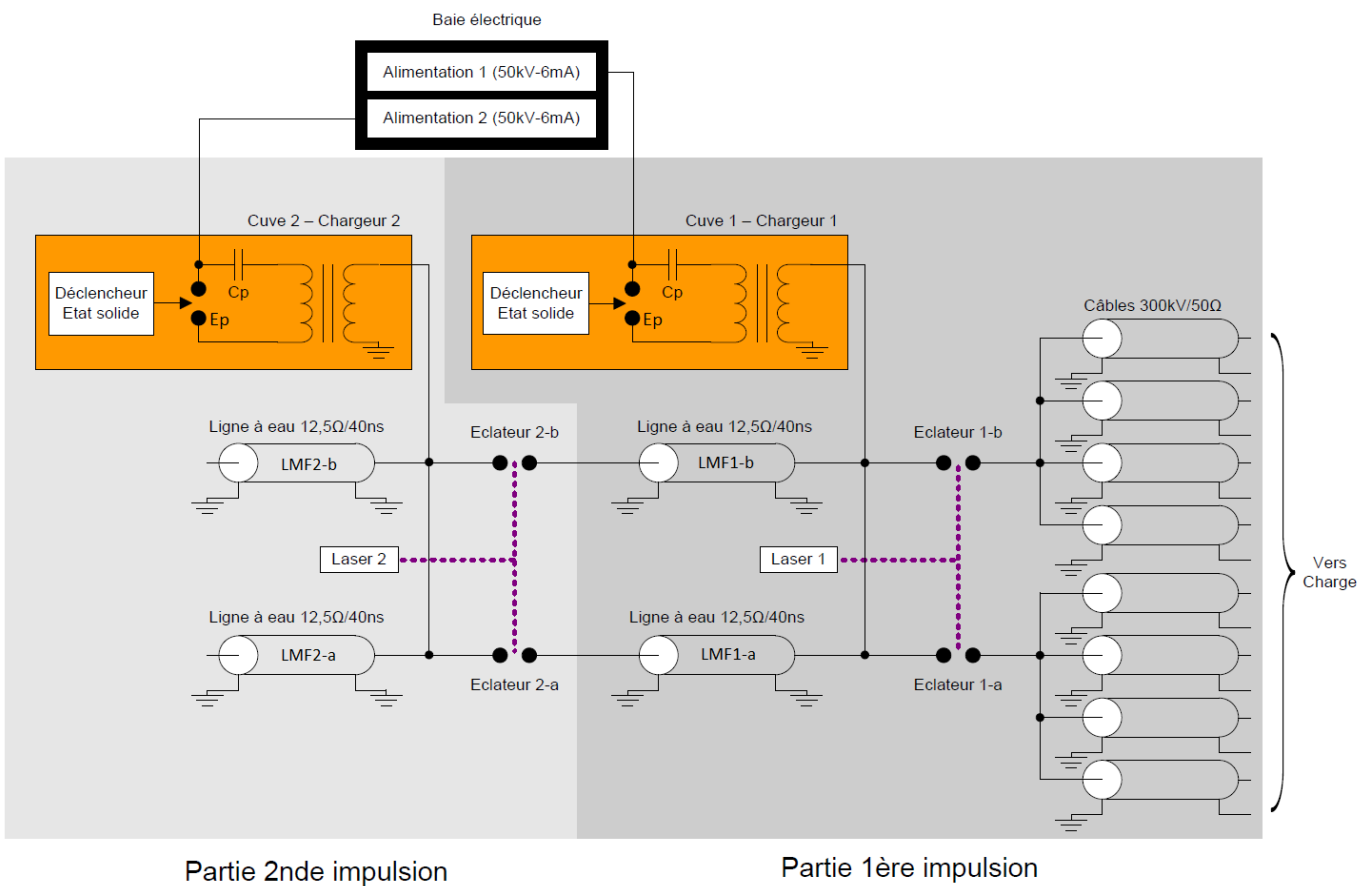 Baie électrique
Alimentation 1 (50kV-6mA)
Alimentation 2 (50kV-6mA)
Cuve 2 – Chargeur 2
Cuve 1 – Chargeur 1
Déclencheur
Etat solide
Cp
Ep
Déclencheur
Etat solide
Cp
Ep
Câbles 300kV/50Ω
Ligne à eau 12,5Ω/40ns
LMF2-b
Eclateur 2-b
Ligne à eau 12,5Ω/40ns
LMF1-b
Eclateur 1-b
Laser 2
Laser 1
Vers
Charge
Ligne à eau 12,5Ω/40ns
LMF2-a
Eclateur 2-a
Ligne à eau 12,5Ω/40ns
LMF1-a
Eclateur 1-a
Partie 2nde impulsion
Partie 1ère impulsion